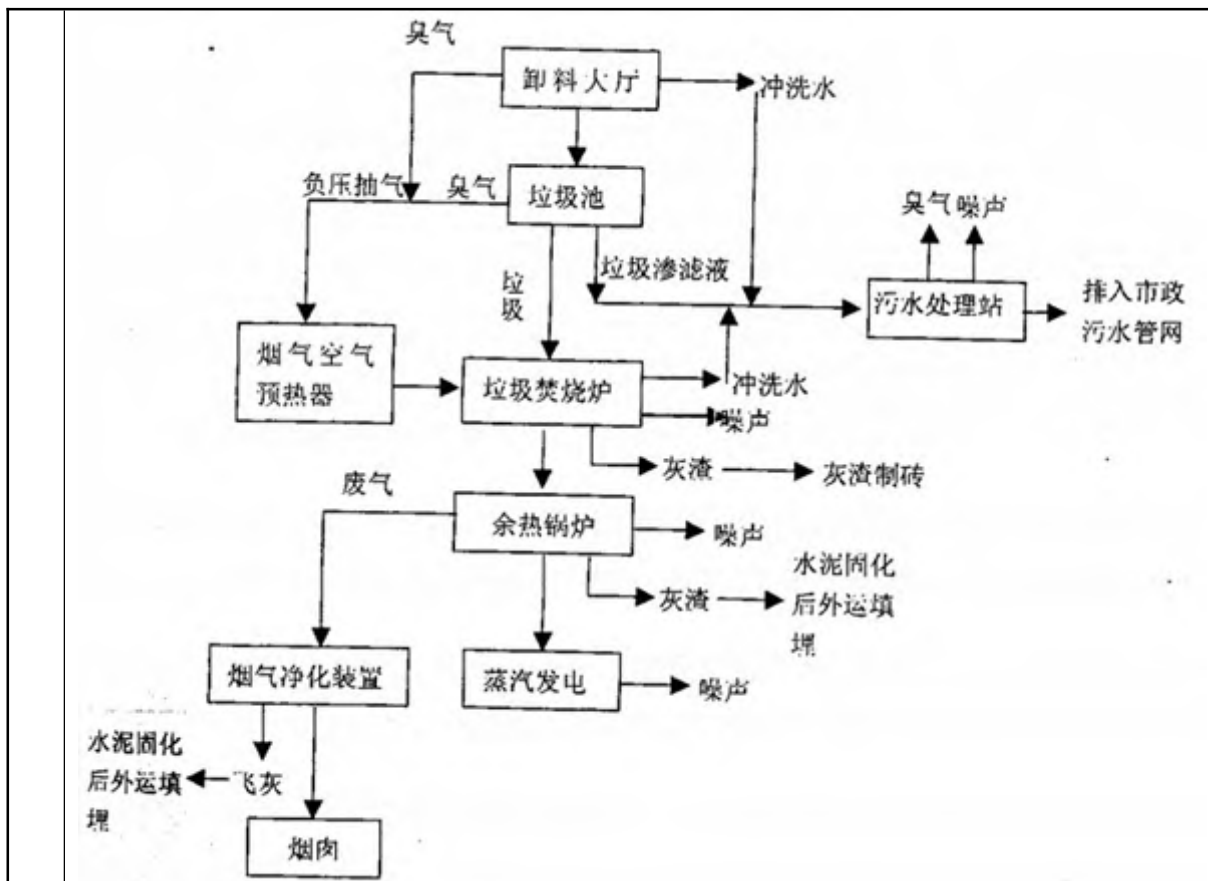 臭气
卸料大厅
冲洗水
负压抽气
臭气
垃圾池
臭气
噪声
垃圾
垃圾渗滤液
污水处理站
排入市政
污水管网
烟气空气
预热器
垃圾焚烧炉
冲洗水
噪声
灰渣
灰渣制砖
废气
余热锅炉
噪声
灰渣
水泥固化
后外运填
埋
烟气净化装置
蒸汽发电
噪声
水泥固化
后外运填
埋
飞灰
烟囱